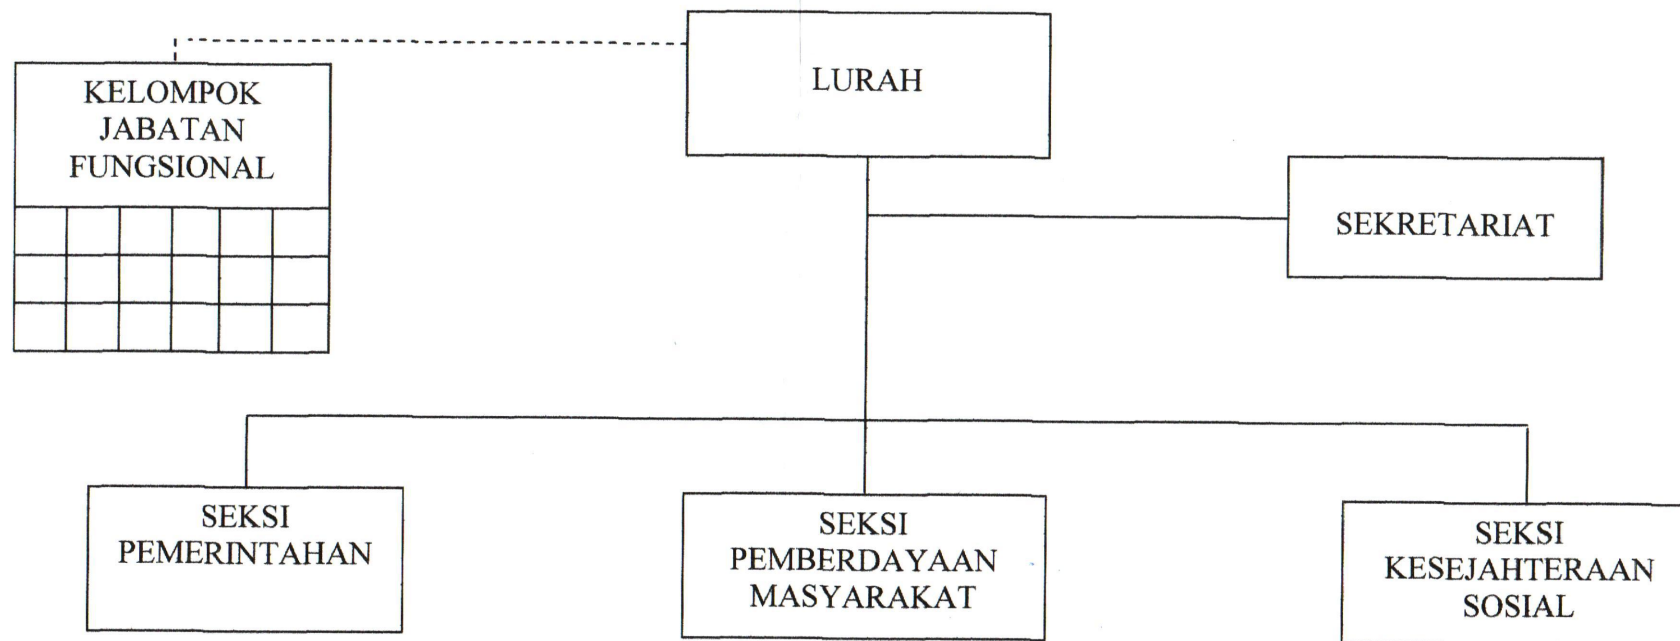 LURAH
KELOMPOK
JABATAN
FUNGSIONAL
SEKRETARIAT
SEKSI
PEMERINTAHAN
SEKSI
PEMBERDAYAAN
MASYARAKAT
SEKSI
KESEJAHTERAAN
SOSIAL